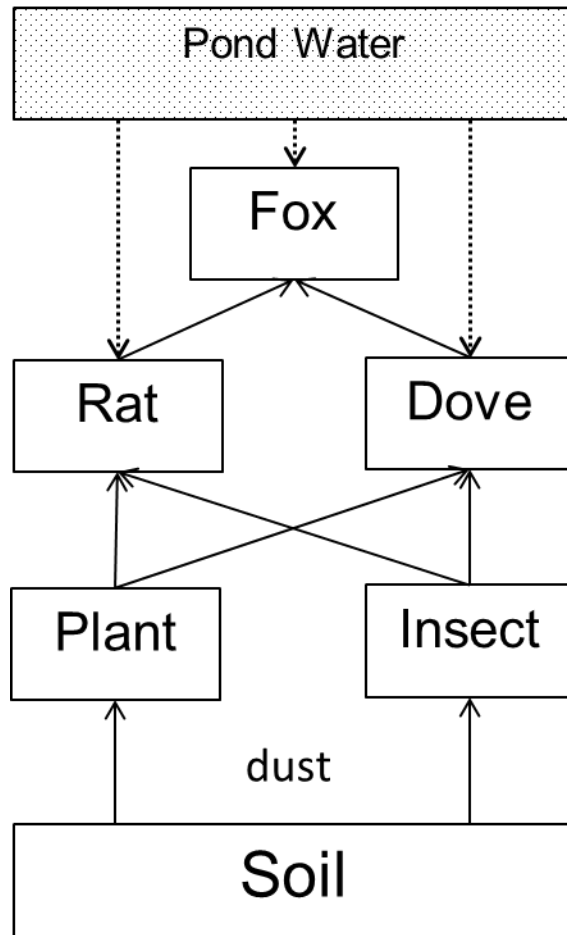 Pond Water
Fox
Rat
Dove
Plant
Insect
dust
Soil